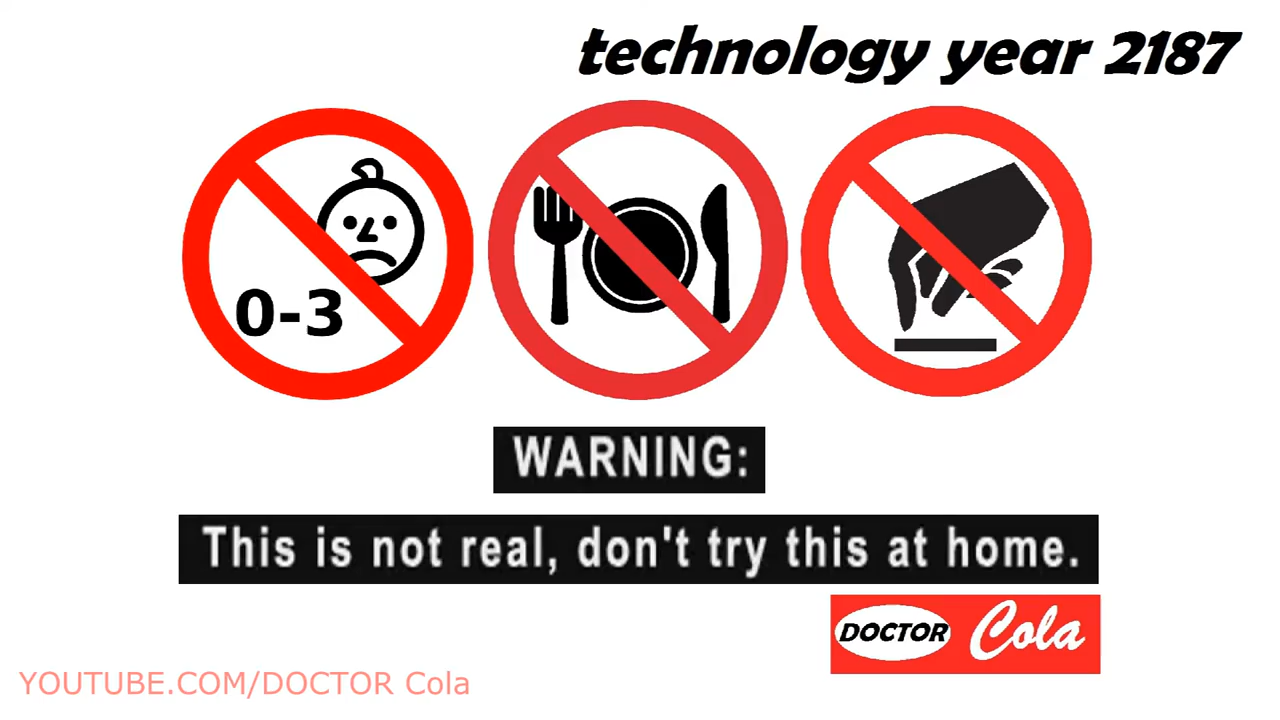 technology year 2187
0-3
WARNING:
This is not real, don't try this at home.
DOCTOR Cola
YOUTUBE.COM/DOCTOR Cola